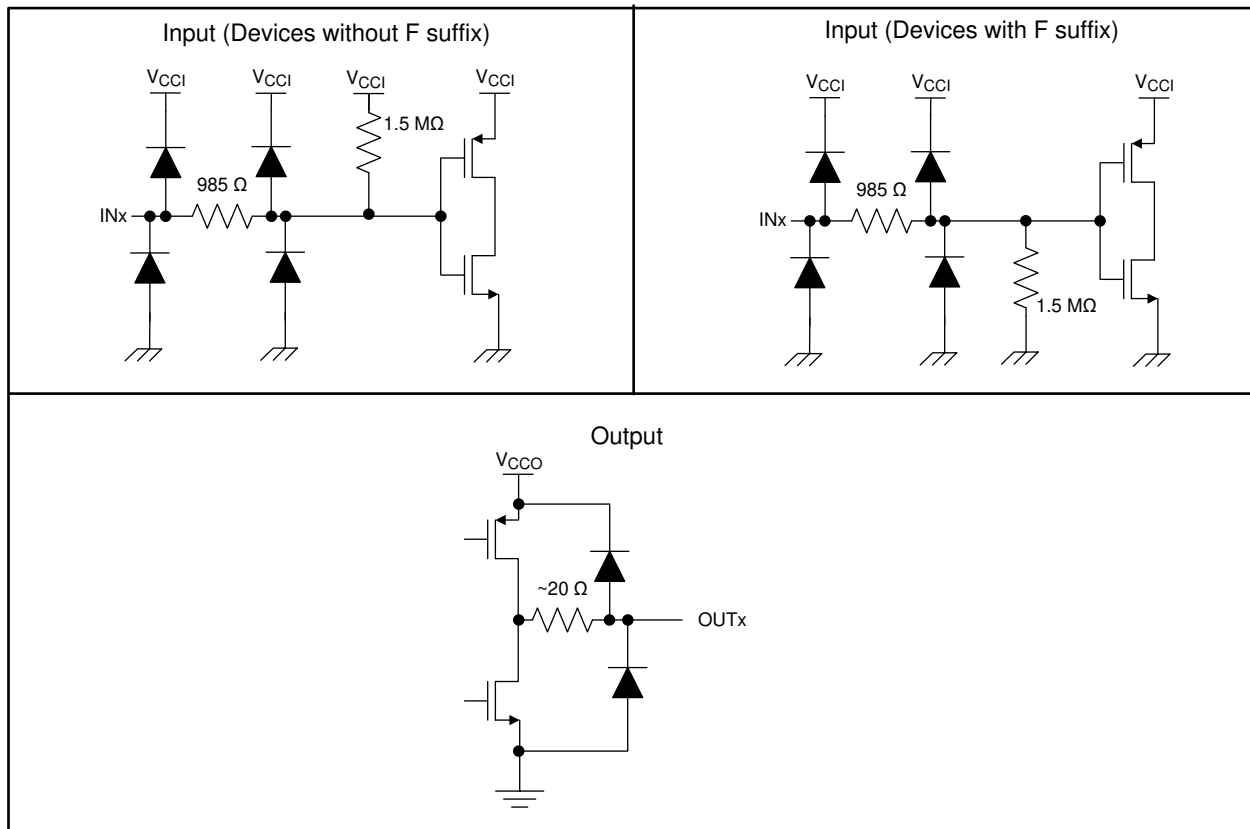 Input (Devices without F suffix)
VCCI VCCI VCCI VCCI
1.5 MΩ
985 Ω
INx
Input (Devices with F suffix)
VCCI VCCI VCCI
985 Ω
INx
1.5 MΩ
Output
VCCO
~20 Ω
OUTx